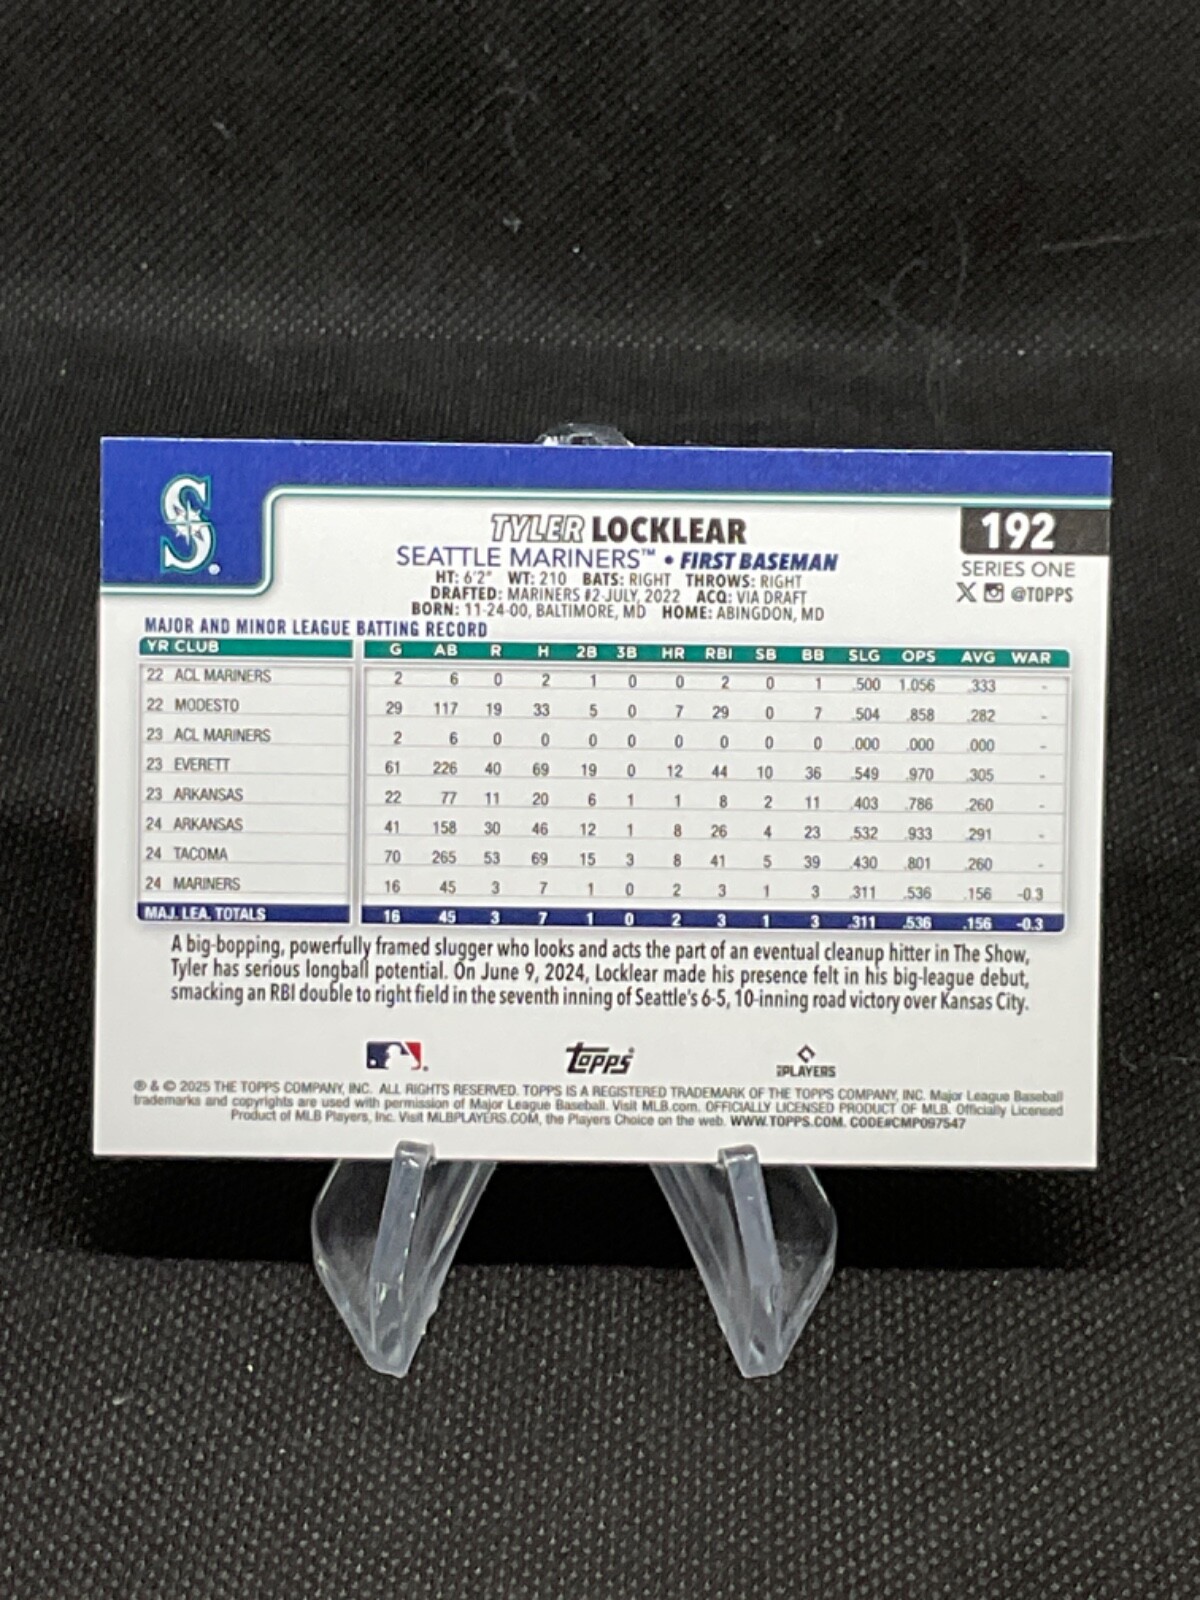 S
TYLER LOCKLEAR
192
SEATTLE MARINERS™ • FIRST BASEMAN
SERIES ONE
HT: 6'2" WT: 210 BATS: RIGHT THROWS: RIGHT
@TOPPS
DRAFTED: MARINERS #2-JULY, 2022 ACQ: VIA DRAFT
BORN: 11-24-00, BALTIMORE, MD HOME: ABINGDON, MD
MAJOR AND MINOR LEAGUE BATTING RECORD
YR CLUB G AB R H 2B 3B HR RBI SB BB SLG OPS AVG WAR
22 ACL MARINERS 2 6 0 2 1 0 0 2 0 1 .500 1.056 .333 -
22 MODESTO 29 117 19 33 5 0 7 29 0 7 .504 .858 .282 -
23 ACL MARINERS 2 6 0 0 0 0 0 0 0 0 .000 .000 .000 -
23 EVERETT 61 226 40 69 19 0 12 44 10 36 .549 .970 .305 -
23 ARKANSAS 22 77 11 20 6 1 1 8 2 11 .403 .786 .260 -
24 ARKANSAS 41 158 30 46 12 1 8 26 4 23 .532 .933 .291 -
24 TACOMA 70 265 53 69 15 3 8 41 5 39 .430 .801 .260 -
24 MARINERS 16 45 3 7 1 0 2 3 1 3 .311 .536 .156 -0.3
MAJ. LEA. TOTALS 16 45 3 7 1 0 2 3 1 3 .311 .536 .156 -0.3
A big-bopping, powerfully framed slugger who looks and acts the part of an eventual cleanup hitter in The Show,
Tyler has serious longball potential. On June 9, 2024, Locklear made his presence felt in his big-league debut,
smacking an RBI double to right field in the seventh inning of Seattle's 6-5, 10-inning road victory over Kansas City.
Topps
PLAYERS
® & © 2025 THE TOPPS COMPANY, INC. ALL RIGHTS RESERVED. TOPPS IS A REGISTERED TRADEMARK OF THE TOPPS COMPANY, INC. Major League Baseball
trademarks and copyrights are used with permission of Major League Baseball. Visit MLB.com. OFFICIALLY LICENSED PRODUCT OF MLB. Officially Licensed
Product of MLB Players, Inc. Visit MLBPLAYERS.COM, the Players Choice on the web. WWW.TOPPS.COM. CODE#CMP097547